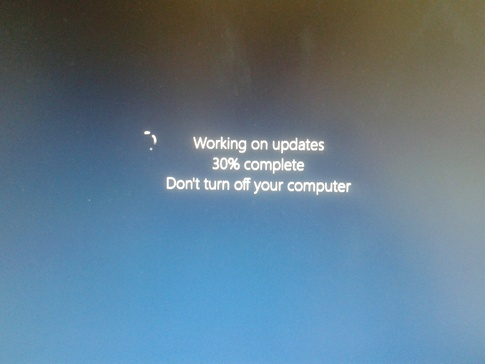 Working on updates
30% complete
Don't turn off your computer